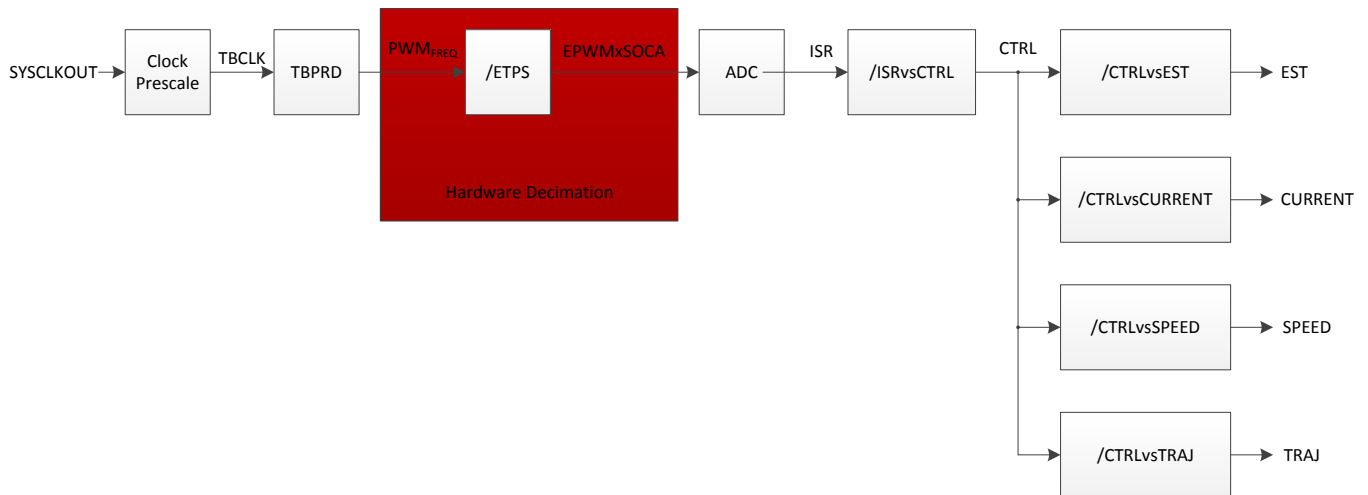 SYSCLKOUT
Clock
Prescale
TBCLK
TBPRD
PWMFREQ
/ETPS
EPWMxSOCA
Hardware Decimation
ADC
ISR
/ISRvsCTRL
CTRL
/CTRLvsEST
EST
/CTRLvsCURRENT
CURRENT
/CTRLvsSPEED
SPEED
/CTRLvsTRAJ
TRAJ